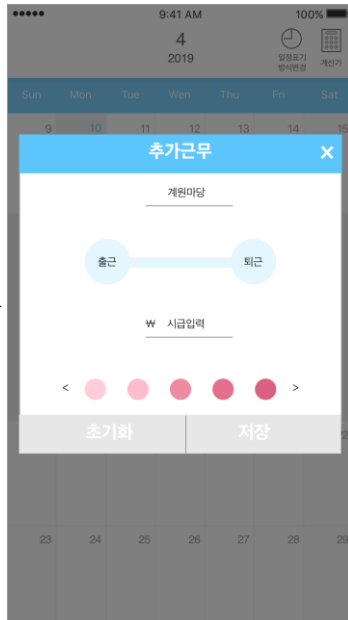 9:41 AM 100%
4
2019
일정표기
방식변경
계산기
Sun Mon Tue Wen Thu Fri Sat
9 10 11 12 13 14 15
추가근무 ×
계원마당
출근 퇴근
₩ 시급입력
< >
초기화 저장
23 24 25 26 27 28 29